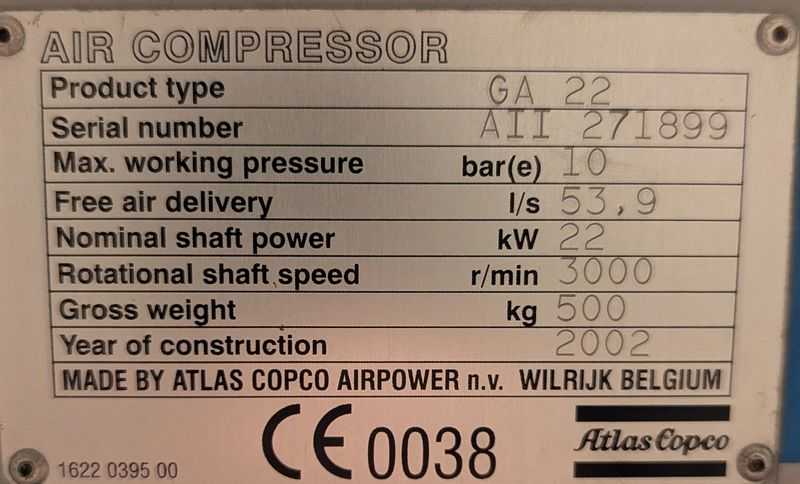 AIR COMPRESSOR
Product type GA 22
Serial number AII 271899
Max. working pressure bar(e) 10
Free air delivery l/s 53,9
Nominal shaft power kW 22
Rotational shaft speed r/min 3000
Gross weight kg 500
Year of construction 2002
MADE BY ATLAS COPCO AIRPOWER n.v. WILRIJK BELGIUM
CE 0038
Atlas Copco
1622 0395 00